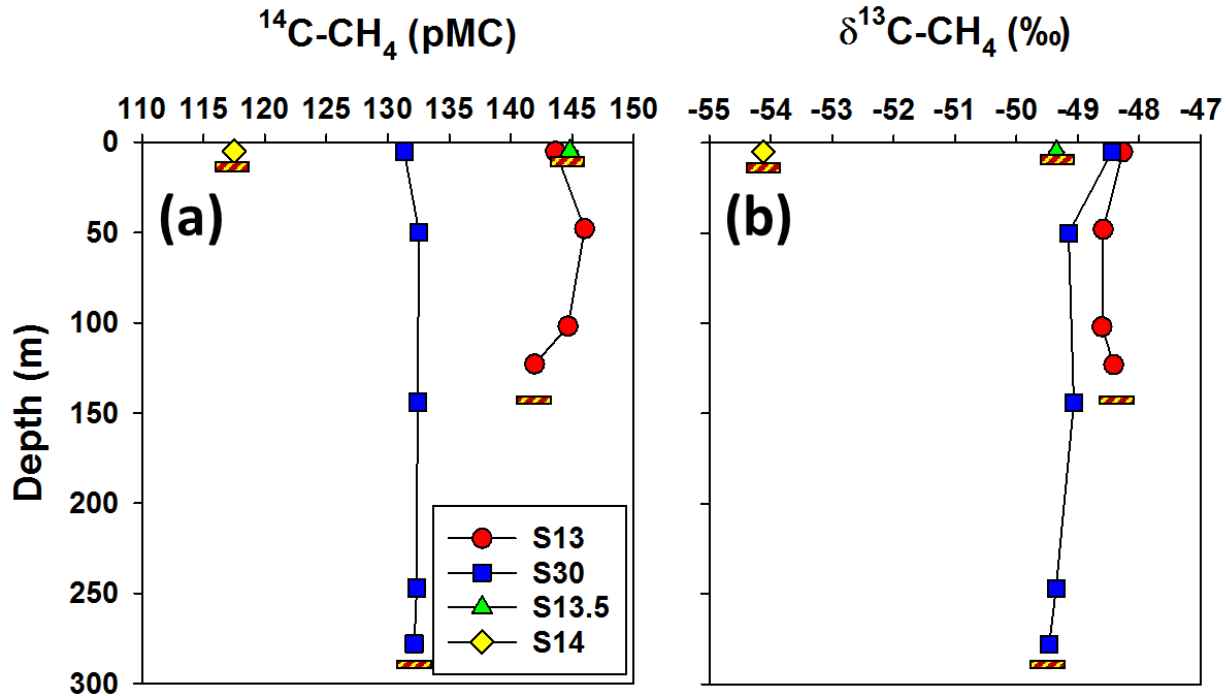 ¹⁴C-CH₄ (pMC)
δ¹³C-CH₄ (‰)
110 115 120 125 130 135 140 145 150
-55 -54 -53 -52 -51 -50 -49 -48 -47
Depth (m)
0
50
100
150
200
250
300
(a)
(b)
S13
S30
S13.5
S14